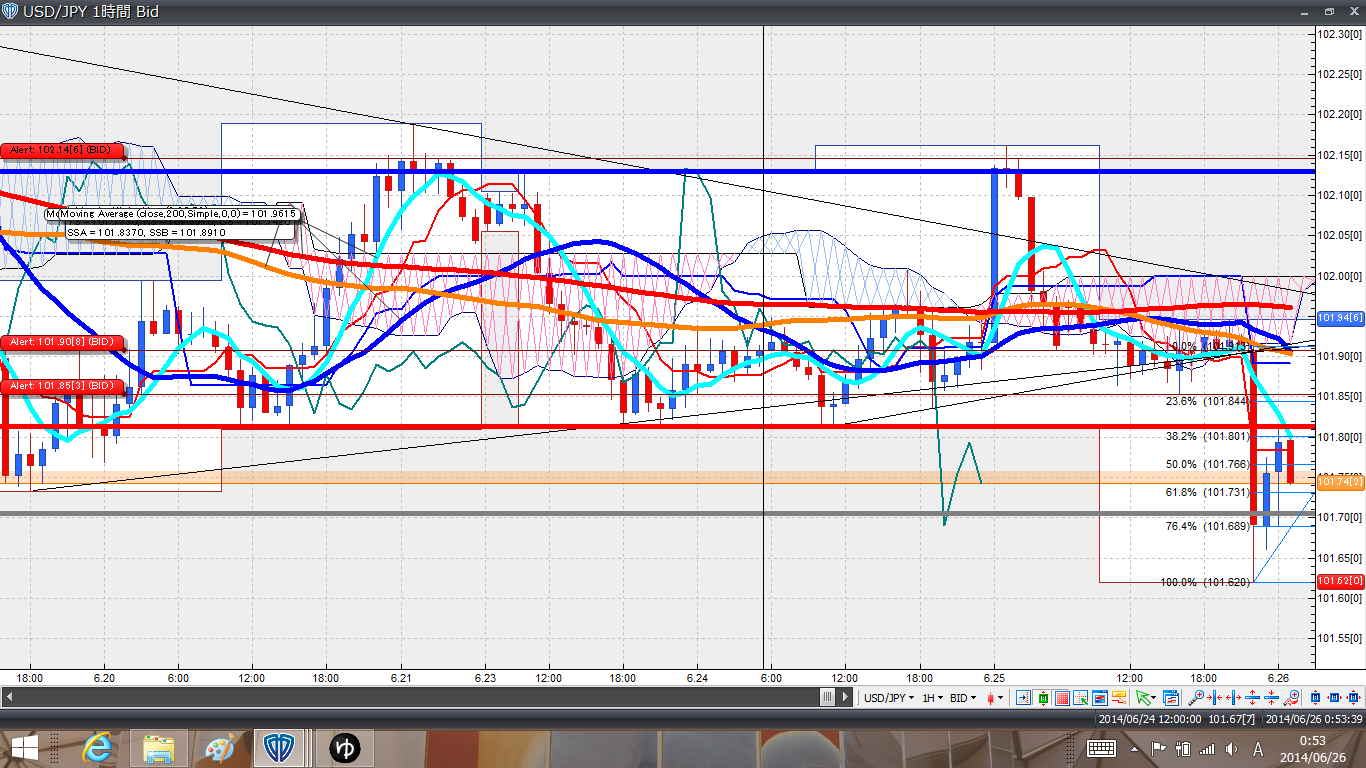 USD/JPY 1時間 Bid
102.30[0]
102.25[0]
102.20[0]
102.15[0]
102.10[0]
102.05[0]
102.00[0]
101.94[6]
101.90[0]
101.85[0]
101.80[0]
101.74[2]
101.70[0]
101.65[0]
101.62[0]
101.60[0]
101.55[0]
Alert: 102.14[6] (BID)
Moving Average (close,200,Simple,0,0) = 101.9615
SSA = 101.8370, SSB = 101.8910
Alert: 101.90[8] (BID)
Alert: 101.85[3] (BID)
0.0% (101.913)
23.6% (101.844)
38.2% (101.801)
50.0% (101.766)
61.8% (101.731)
76.4% (101.689)
100.0% (101.620)
18:00 6.20 6:00 12:00 18:00 6.21 6.23 12:00 18:00 6.24 6:00 12:00 18:00 6.25 12:00 18:00 6.26
USD/JPY 1H BID
2014/06/24 12:00:00 101.67[7] 2014/06/26 0:53:39
ゆ
A
0:53
2014/06/26